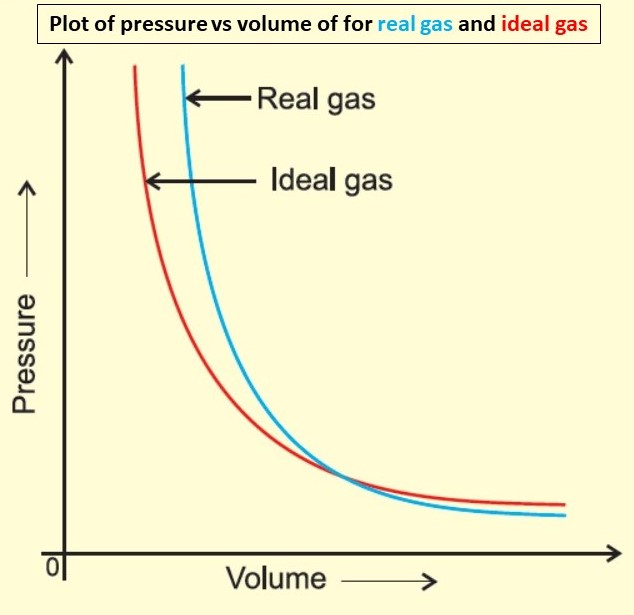 Plot of pressure vs volume of for real gas and ideal gas
Real gas
Ideal gas
Pressure
0
Volume